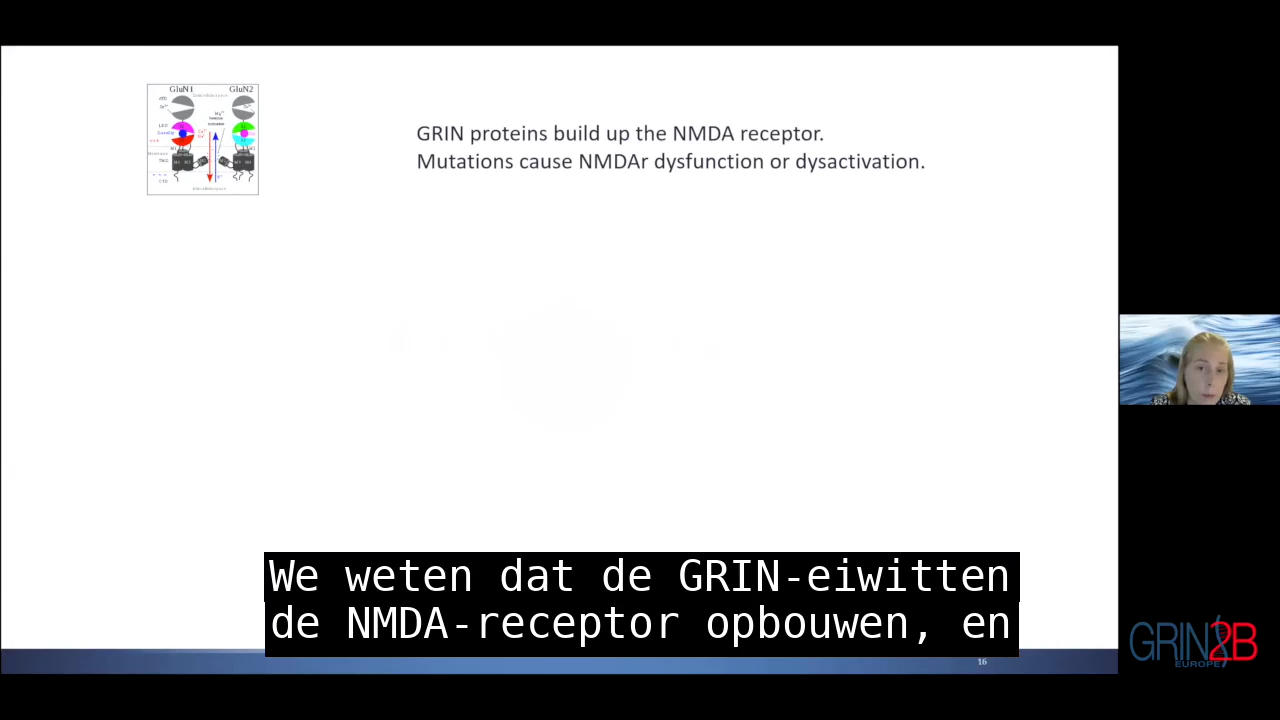 GluN1 GluN2
GRIN proteins build up the NMDA receptor.
Mutations cause NMDAr dysfunction or dysactivation.
We weten dat de GRIN-eiwitten
de NMDA-receptor opbouwen, en
16
GRIN2B
EUROPE